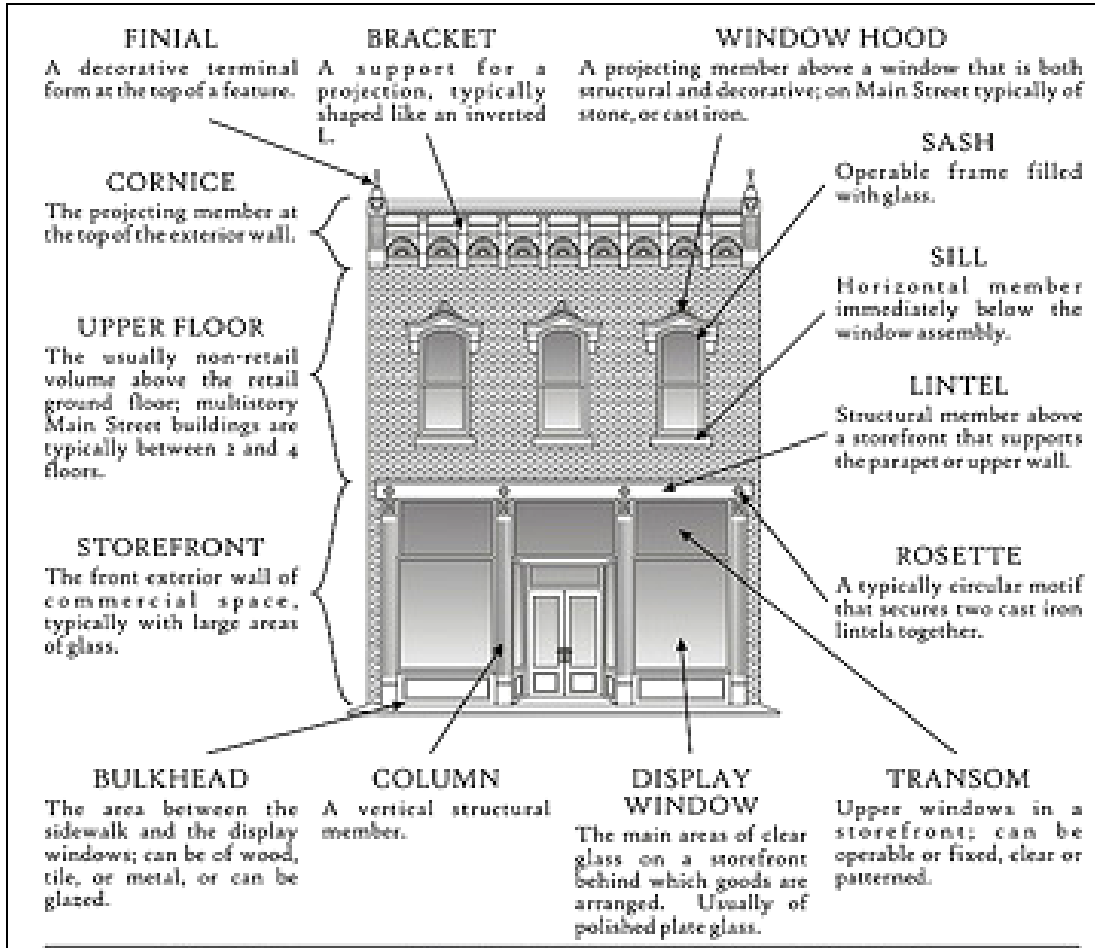 FINIAL
A decorative terminal
form at the top of a feature.
BRACKET
A support for a
projection, typically
shaped like an inverted
L.
WINDOW HOOD
A projecting member above a window that is both
structural and decorative; on Main Street typically of
stone, or cast iron.
SASH
Operable frame filled
with glass.
CORNICE
The projecting member at
the top of the exterior wall.
SILL
Horizontal member
immediately below the
window assembly.
UPPER FLOOR
The usually non-retail
volume above the retail
ground floor; multistory
Main Street buildings are
typically between 2 and 4
floors.
LINTEL
Structural member above
a storefront that supports
the parapet or upper wall.
STOREFRONT
The front exterior wall of
commercial space,
typically with large areas
of glass.
ROSETTE
A typically circular motif
that secures two cast iron
lintels together.
BULKHEAD
The area between the
sidewalk and the display
windows; can be of wood,
tile, or metal, or can be
glazed.
COLUMN
A vertical structural
member.
DISPLAY
WINDOW
The main areas of clear
glass on a storefront
behind which goods are
arranged. Usually of
polished plate glass.
TRANSOM
Upper windows in a
storefront; can be
operable or fixed, clear or
patterned.